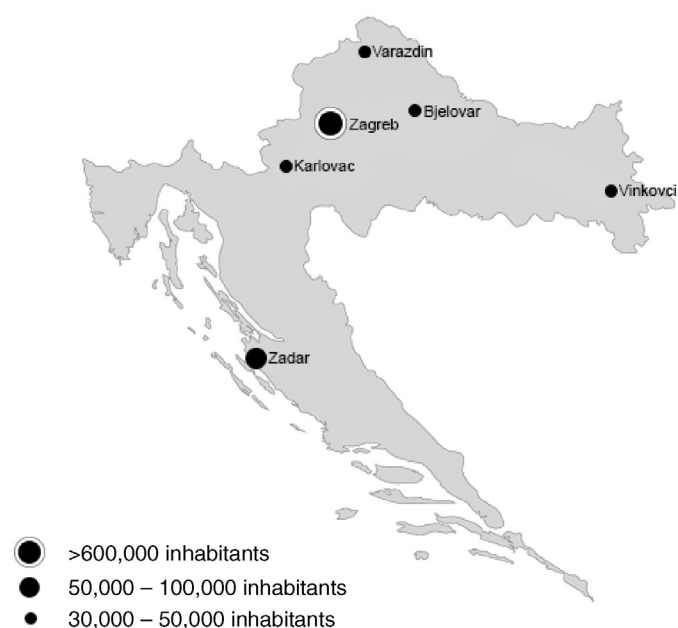 Varazdin
Bjelovar
Zagreb
Karlovac
Vinkovci
Zadar
>600,000 inhabitants
50,000 – 100,000 inhabitants
30,000 – 50,000 inhabitants